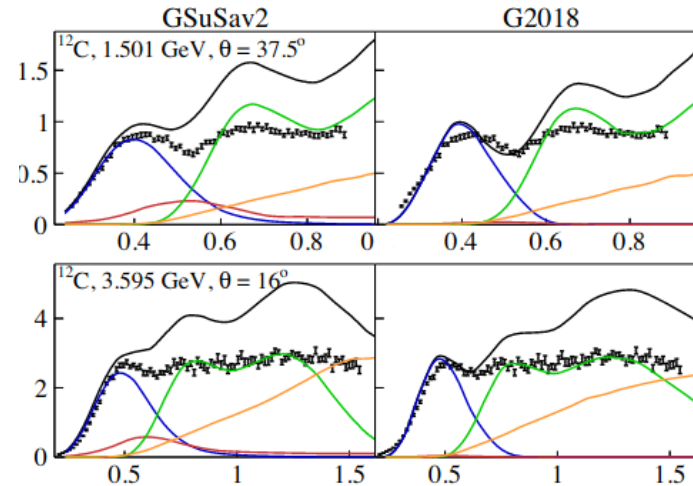 GSuSav2 G2018
¹²C, 1.501 GeV, θ = 37.5°
1.5
1
0.5
0
0.4 0.6 0.8 0 0.4 0.6 0.8
¹²C, 3.595 GeV, θ = 16°
4
2
0
0.5 1 1.5 0.5 1 1.5